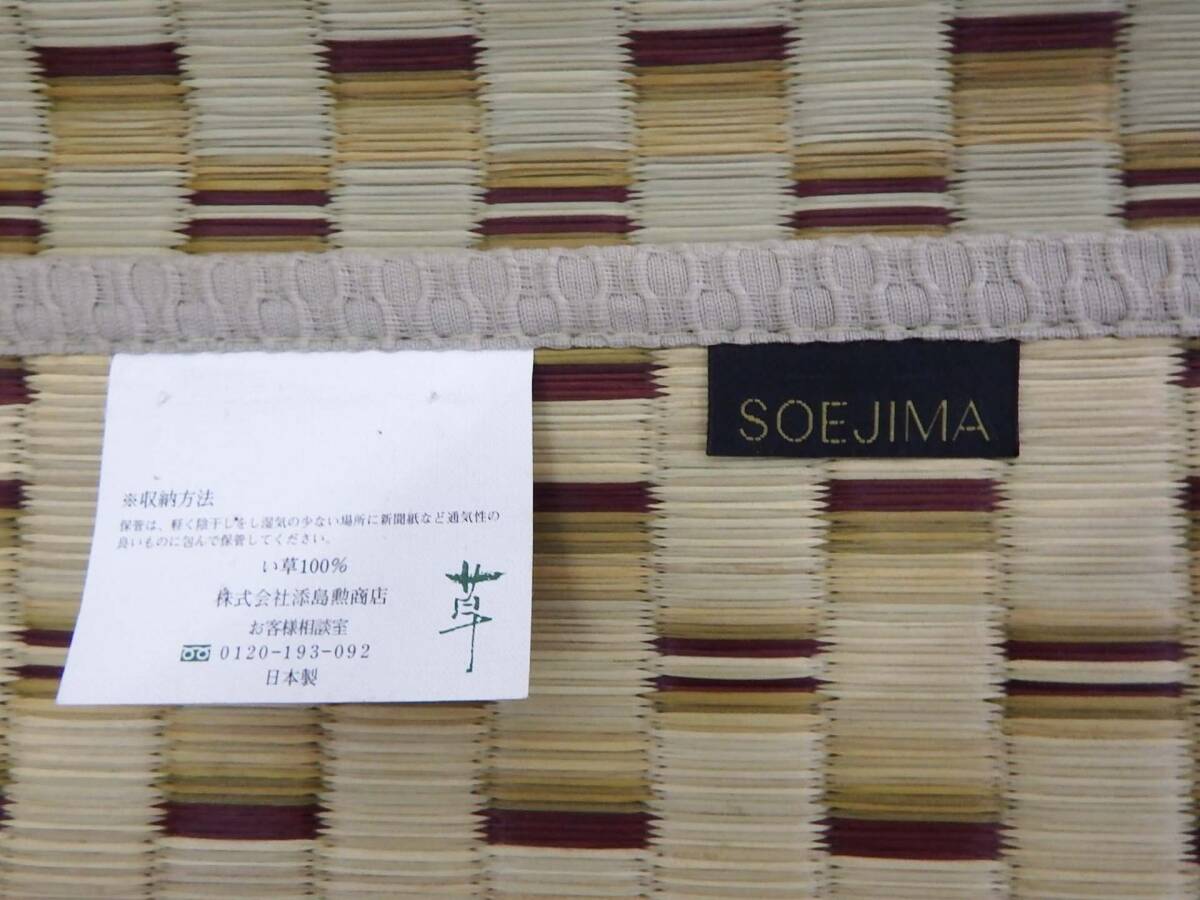 ※収納方法
保管は、軽く陰干しをし湿気の少ない場所に新聞紙など通気性の
良いものに包んで保管してください。
い草100%
株式会社添島勲商店
お客様相談室
0120-193-092
日本製
草
SOEJIMA